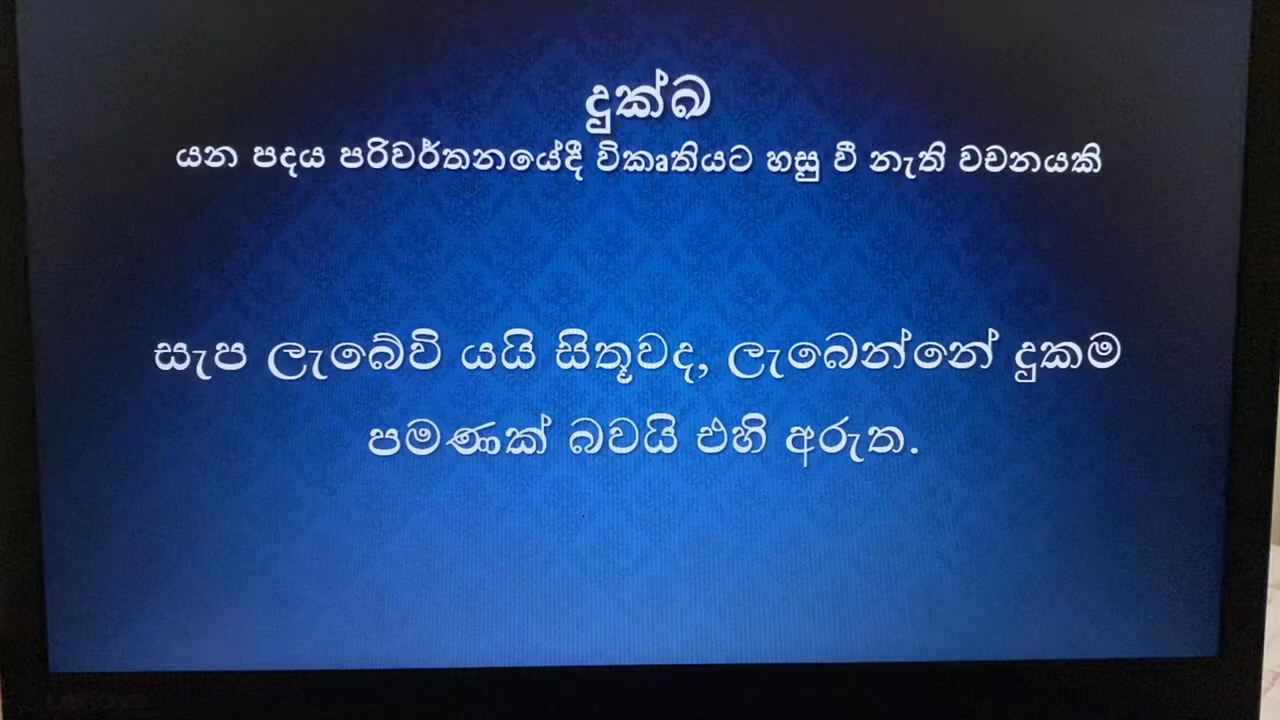 දුක්ඛ
යන පදය පරිවර්තනයේදී විකෘතියට හසු වී නැති වචනයකි
සැප ලැබේවි යයි සිතූවද, ලැබෙන්නේ දුකම
පමණක් බවයි එහි අරුත.